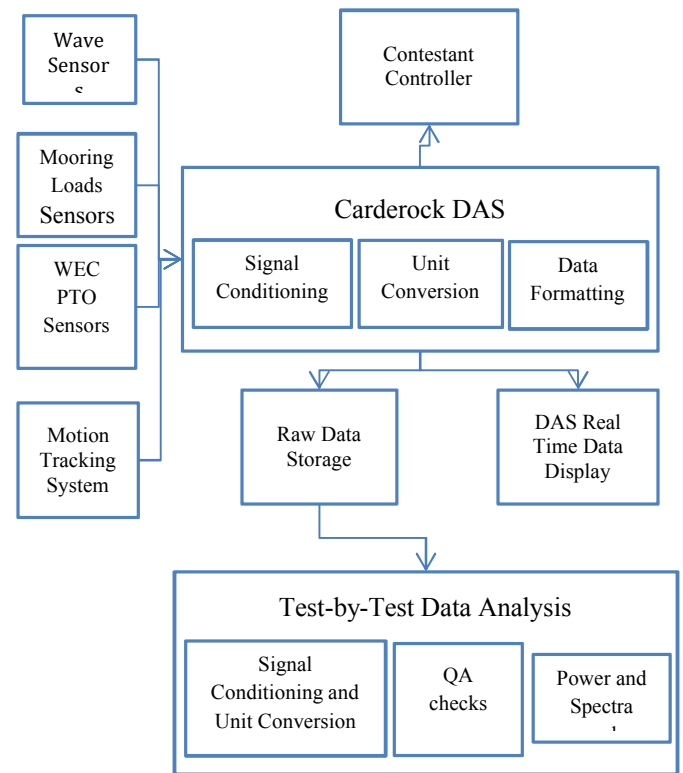 Wave
Sensor
Contestant
Controller
Mooring
Loads
Sensors
WEC
PTO
Sensors
Motion
Tracking
System
Carderock DAS
Signal
Conditioning
Unit
Conversion
Data
Formatting
Raw Data
Storage
DAS Real
Time Data
Display
Test-by-Test Data Analysis
Signal
Conditioning and
Unit Conversion
QA
checks
Power and
Spectra